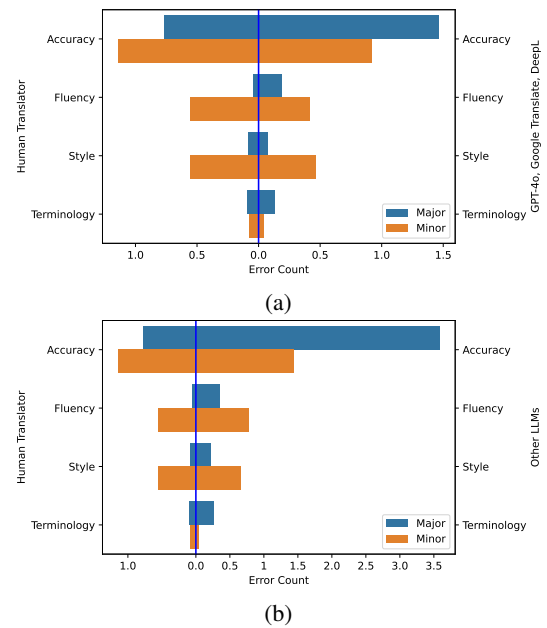 Accuracy
Fluency
Style
Terminology
Human Translator
Accuracy
Fluency
Style
Terminology
GPT-4o, Google Translate, DeepL
Major
Minor
1.0 0.5 0.0 0.5 1.0 1.5
Error Count
(a)
Accuracy
Fluency
Style
Terminology
Human Translator
Accuracy
Fluency
Style
Terminology
Other LLMs
Major
Minor
1.0 0.0 0.5 1 1.5 2.0 2.5 3.0 3.5
Error Count
(b)